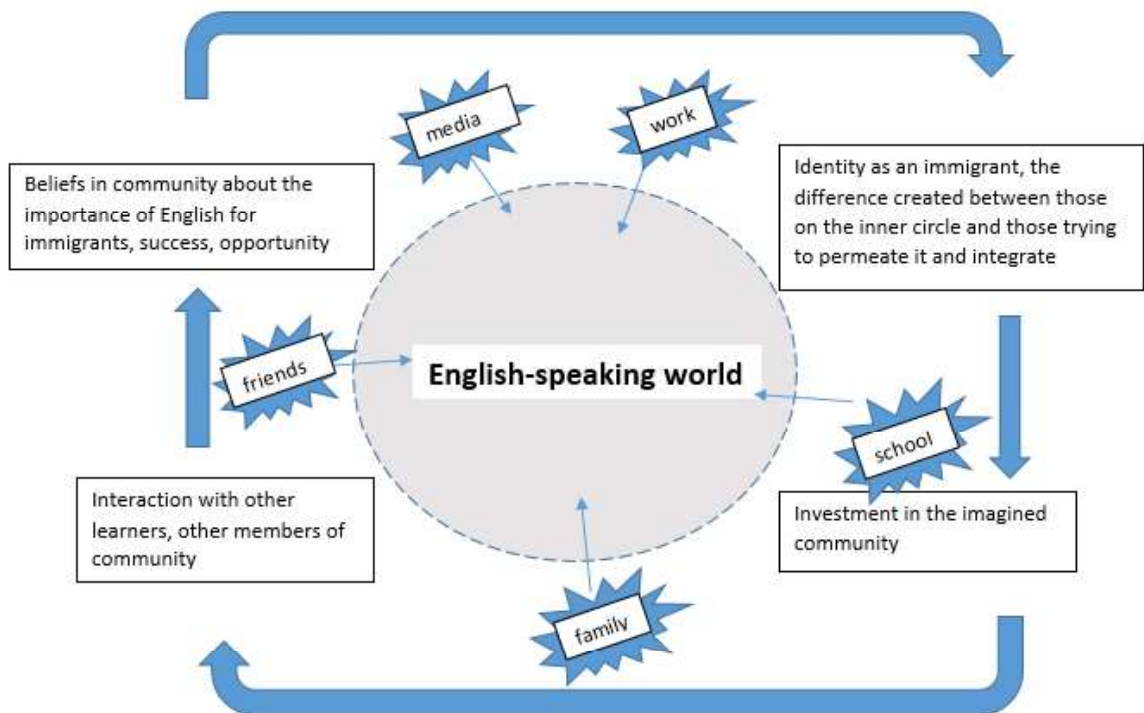 media
work
Beliefs in community about the
importance of English for
immigrants, success, opportunity
Identity as an immigrant, the
difference created between those
on the inner circle and those trying
to permeate it and integrate
friends
English-speaking world
school
Interaction with other
learners, other members of
community
Investment in the imagined
community
family